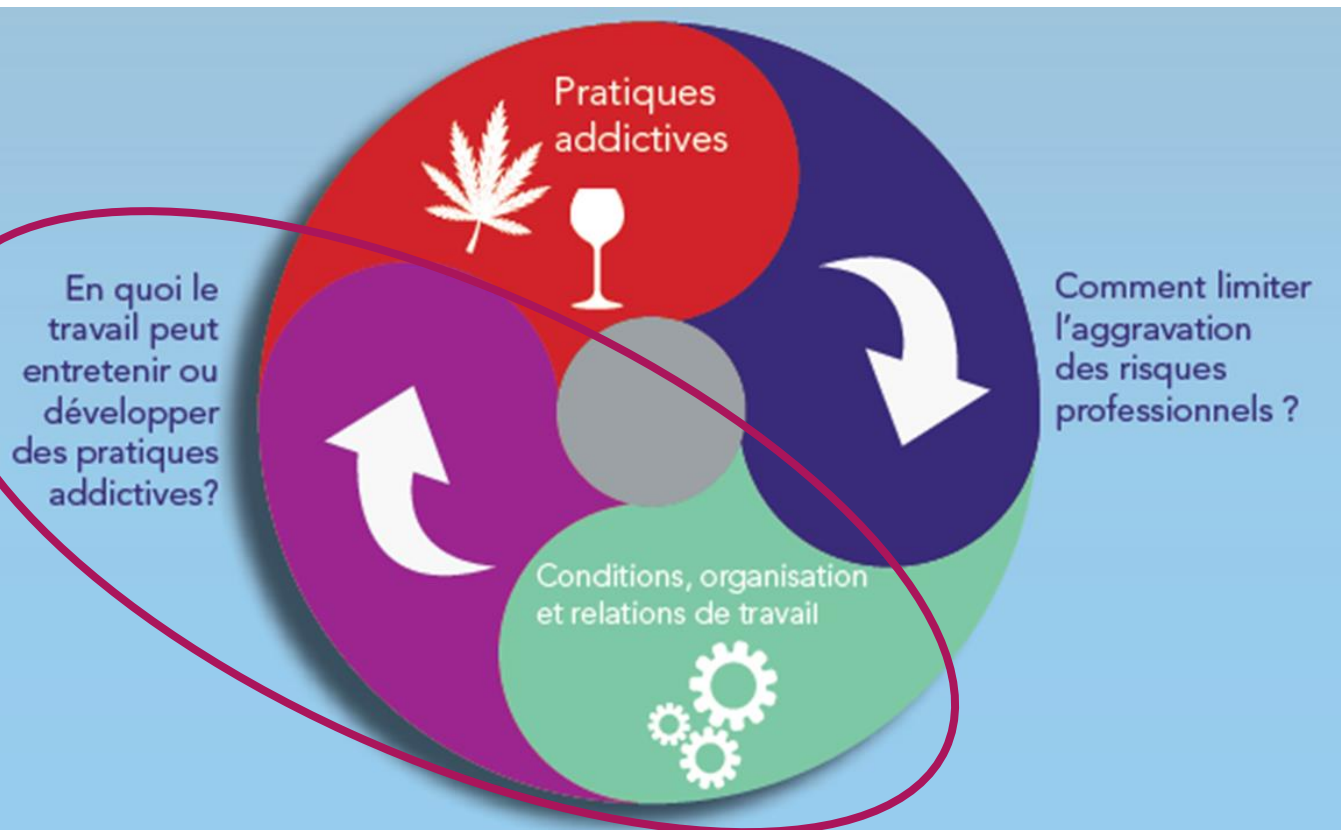 Pratiques
addictives
En quoi le
travail peut
entretenir ou
développer
des pratiques
addictives?
Comment limiter
l'aggravation
des risques
professionnels ?
Conditions, organisation
et relations de travail